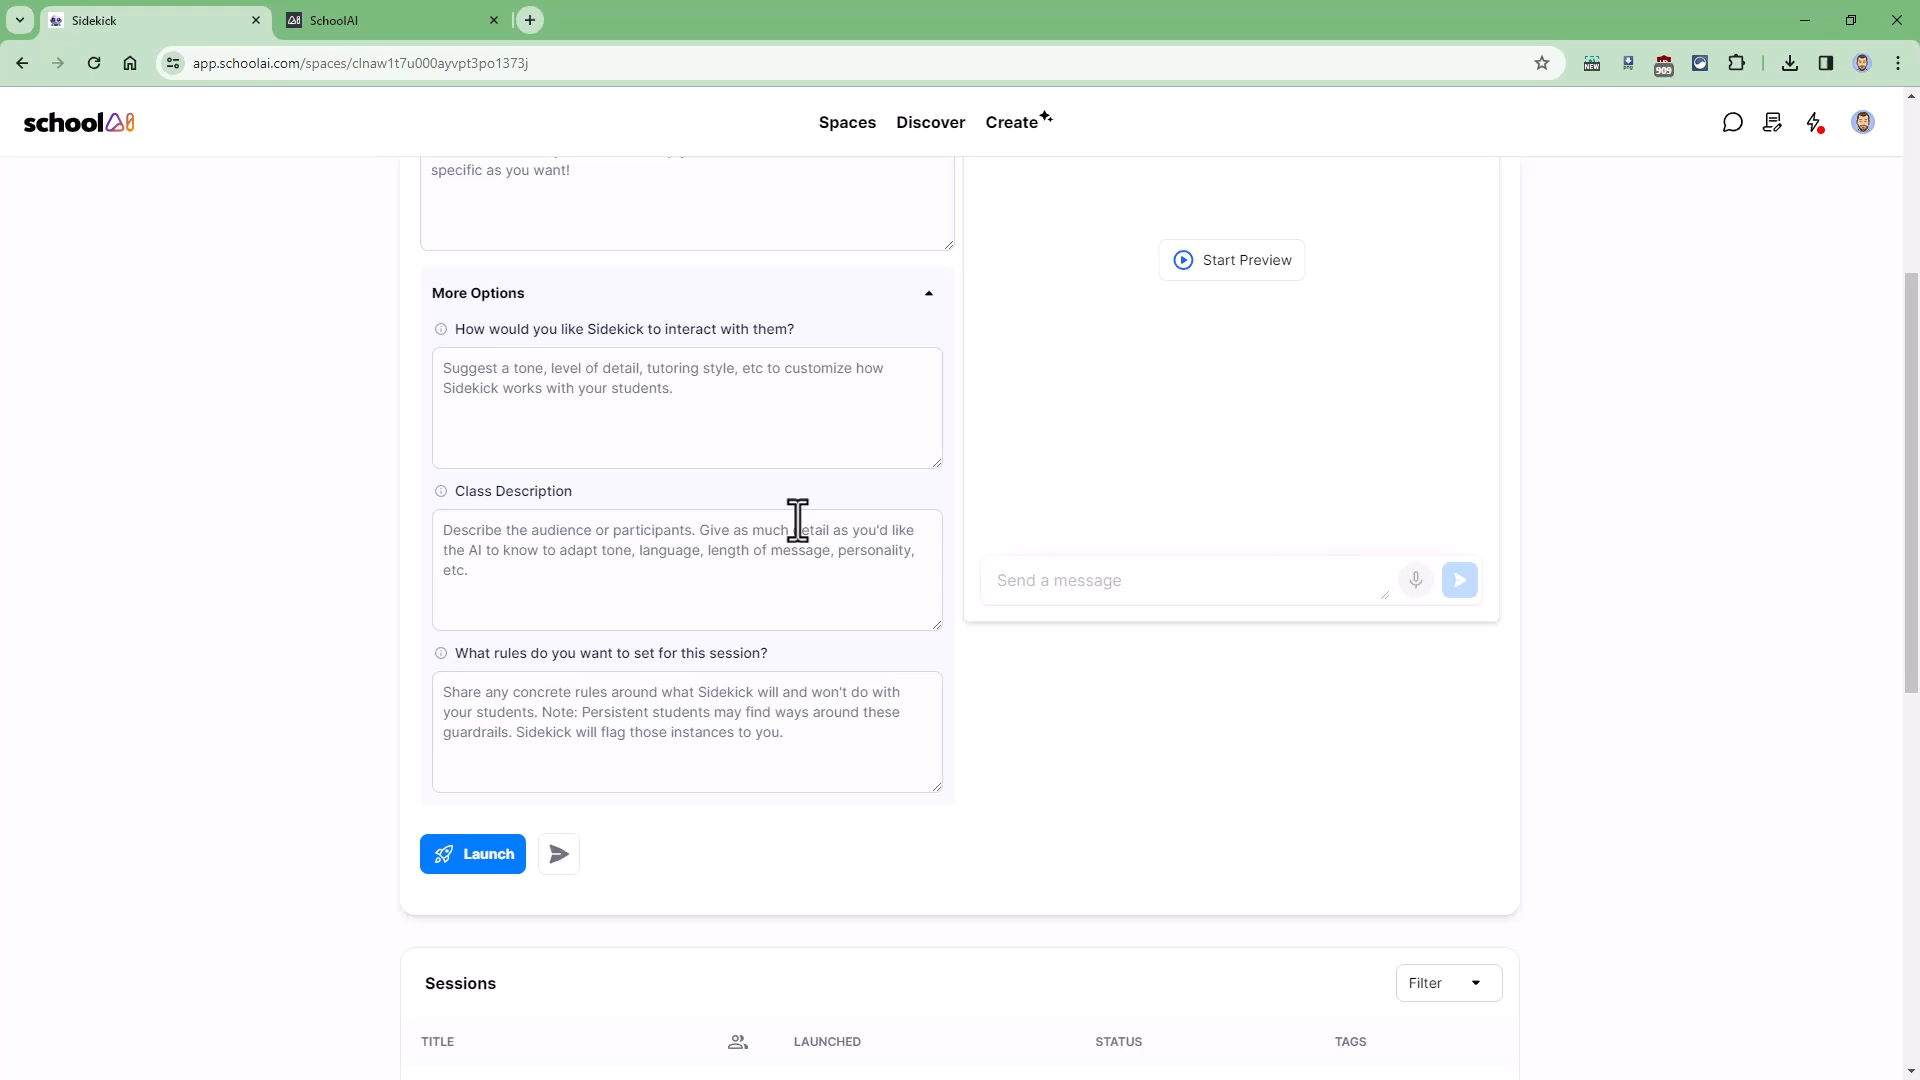 Sidekick
SchoolAI
app.schoolai.com/spaces/clnaw1t7u000ayvpt3po1373j
NEW
909
schoolAI
Spaces
Discover
Create
specific as you want!
Start Preview
More Options
How would you like Sidekick to interact with them?
Suggest a tone, level of detail, tutoring style, etc to customize how
Sidekick works with your students.
Class Description
Describe the audience or participants. Give as much detail as you'd like
the AI to know to adapt tone, language, length of message, personality,
etc.
Send a message
What rules do you want to set for this session?
Share any concrete rules around what Sidekick will and won't do with
your students. Note: Persistent students may find ways around these
guardrails. Sidekick will flag those instances to you.
Launch
Sessions
Filter
TITLE
LAUNCHED
STATUS
TAGS